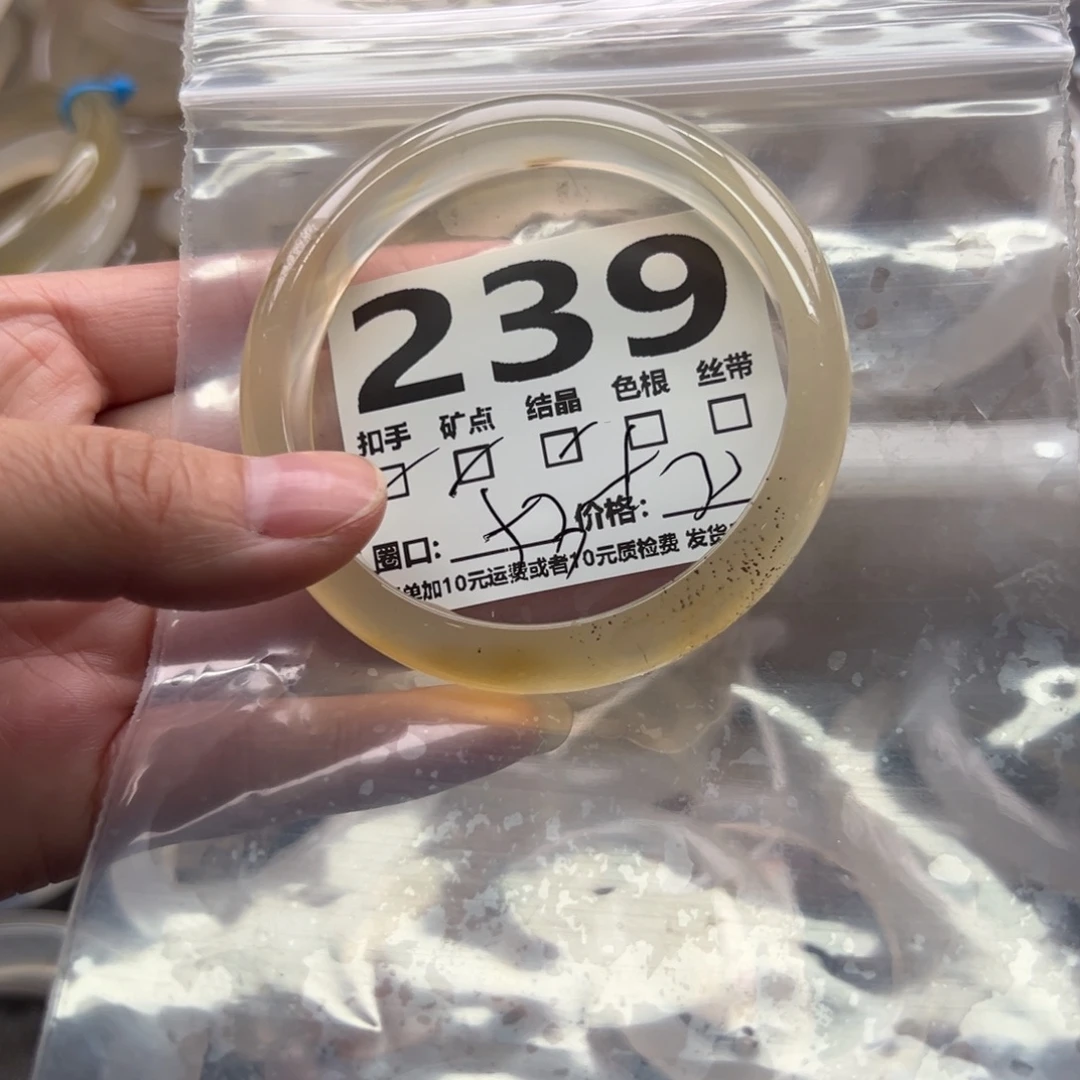 239
扣手 矿点 结晶 色根 丝带
圈口: 价格:
单加10元运费或者10元质检费 发货